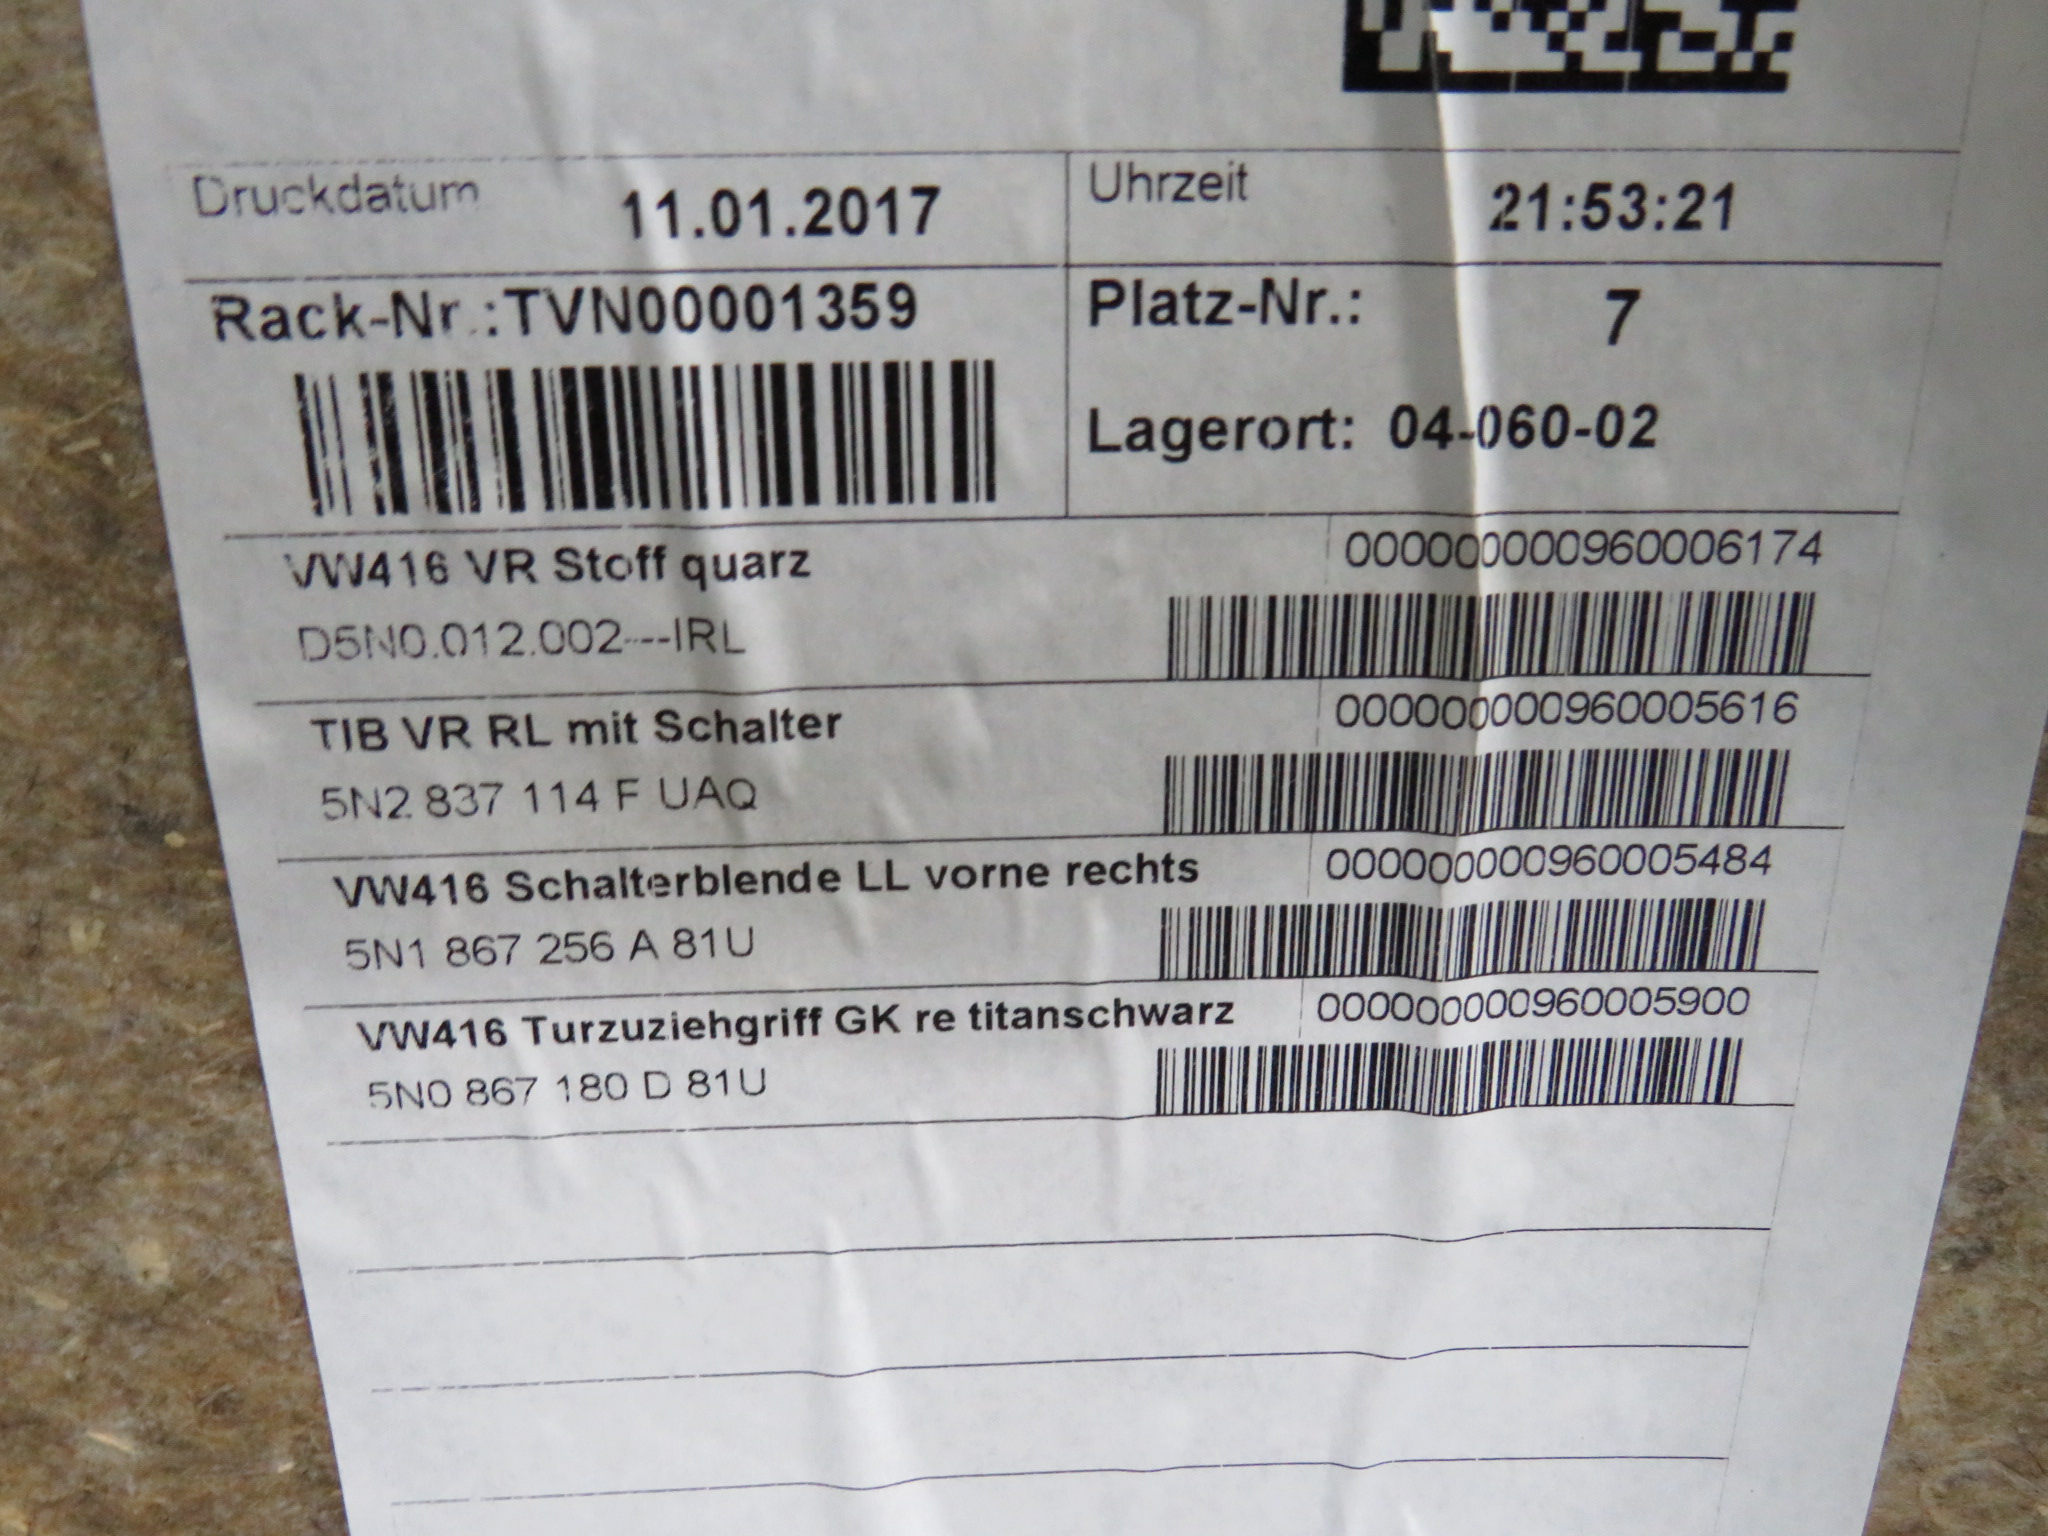 Druckdatum 11.01.2017 Uhrzeit 21:53:21
Rack-Nr.:TVN00001359 Platz-Nr.: 7
Lagerort: 04-060-02
VW416 VR Stoff quarz 000000000960006174
D5N0.012.002---IRL
TIB VR RL mit Schalter 000000000960005616
5N2 837 114 F UAQ
VW416 Schalterblende LL vorne rechts 000000000960005484
5N1 867 256 A 81U
VW416 Turzuziehgriff GK re titanschwarz 000000000960005900
5N0 867 180 D 81U